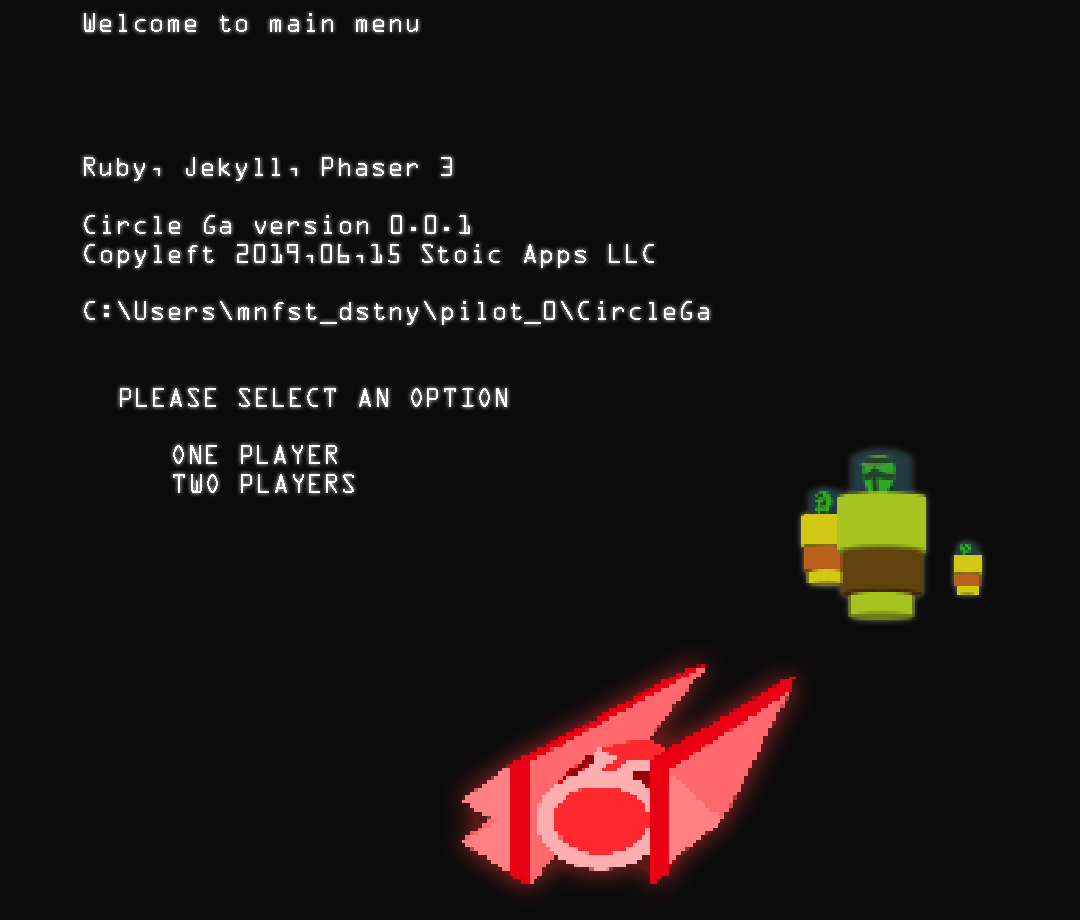 Welcome to main menu
Ruby, Jekyll, Phaser 3
Circle Ga version 0.0.1
Copyleft 2019,06,15 Stoic Apps LLC
C:\Users\mnfst_dstny\pilot_0\CircleGa
PLEASE SELECT AN OPTION
ONE PLAYER
TWO PLAYERS